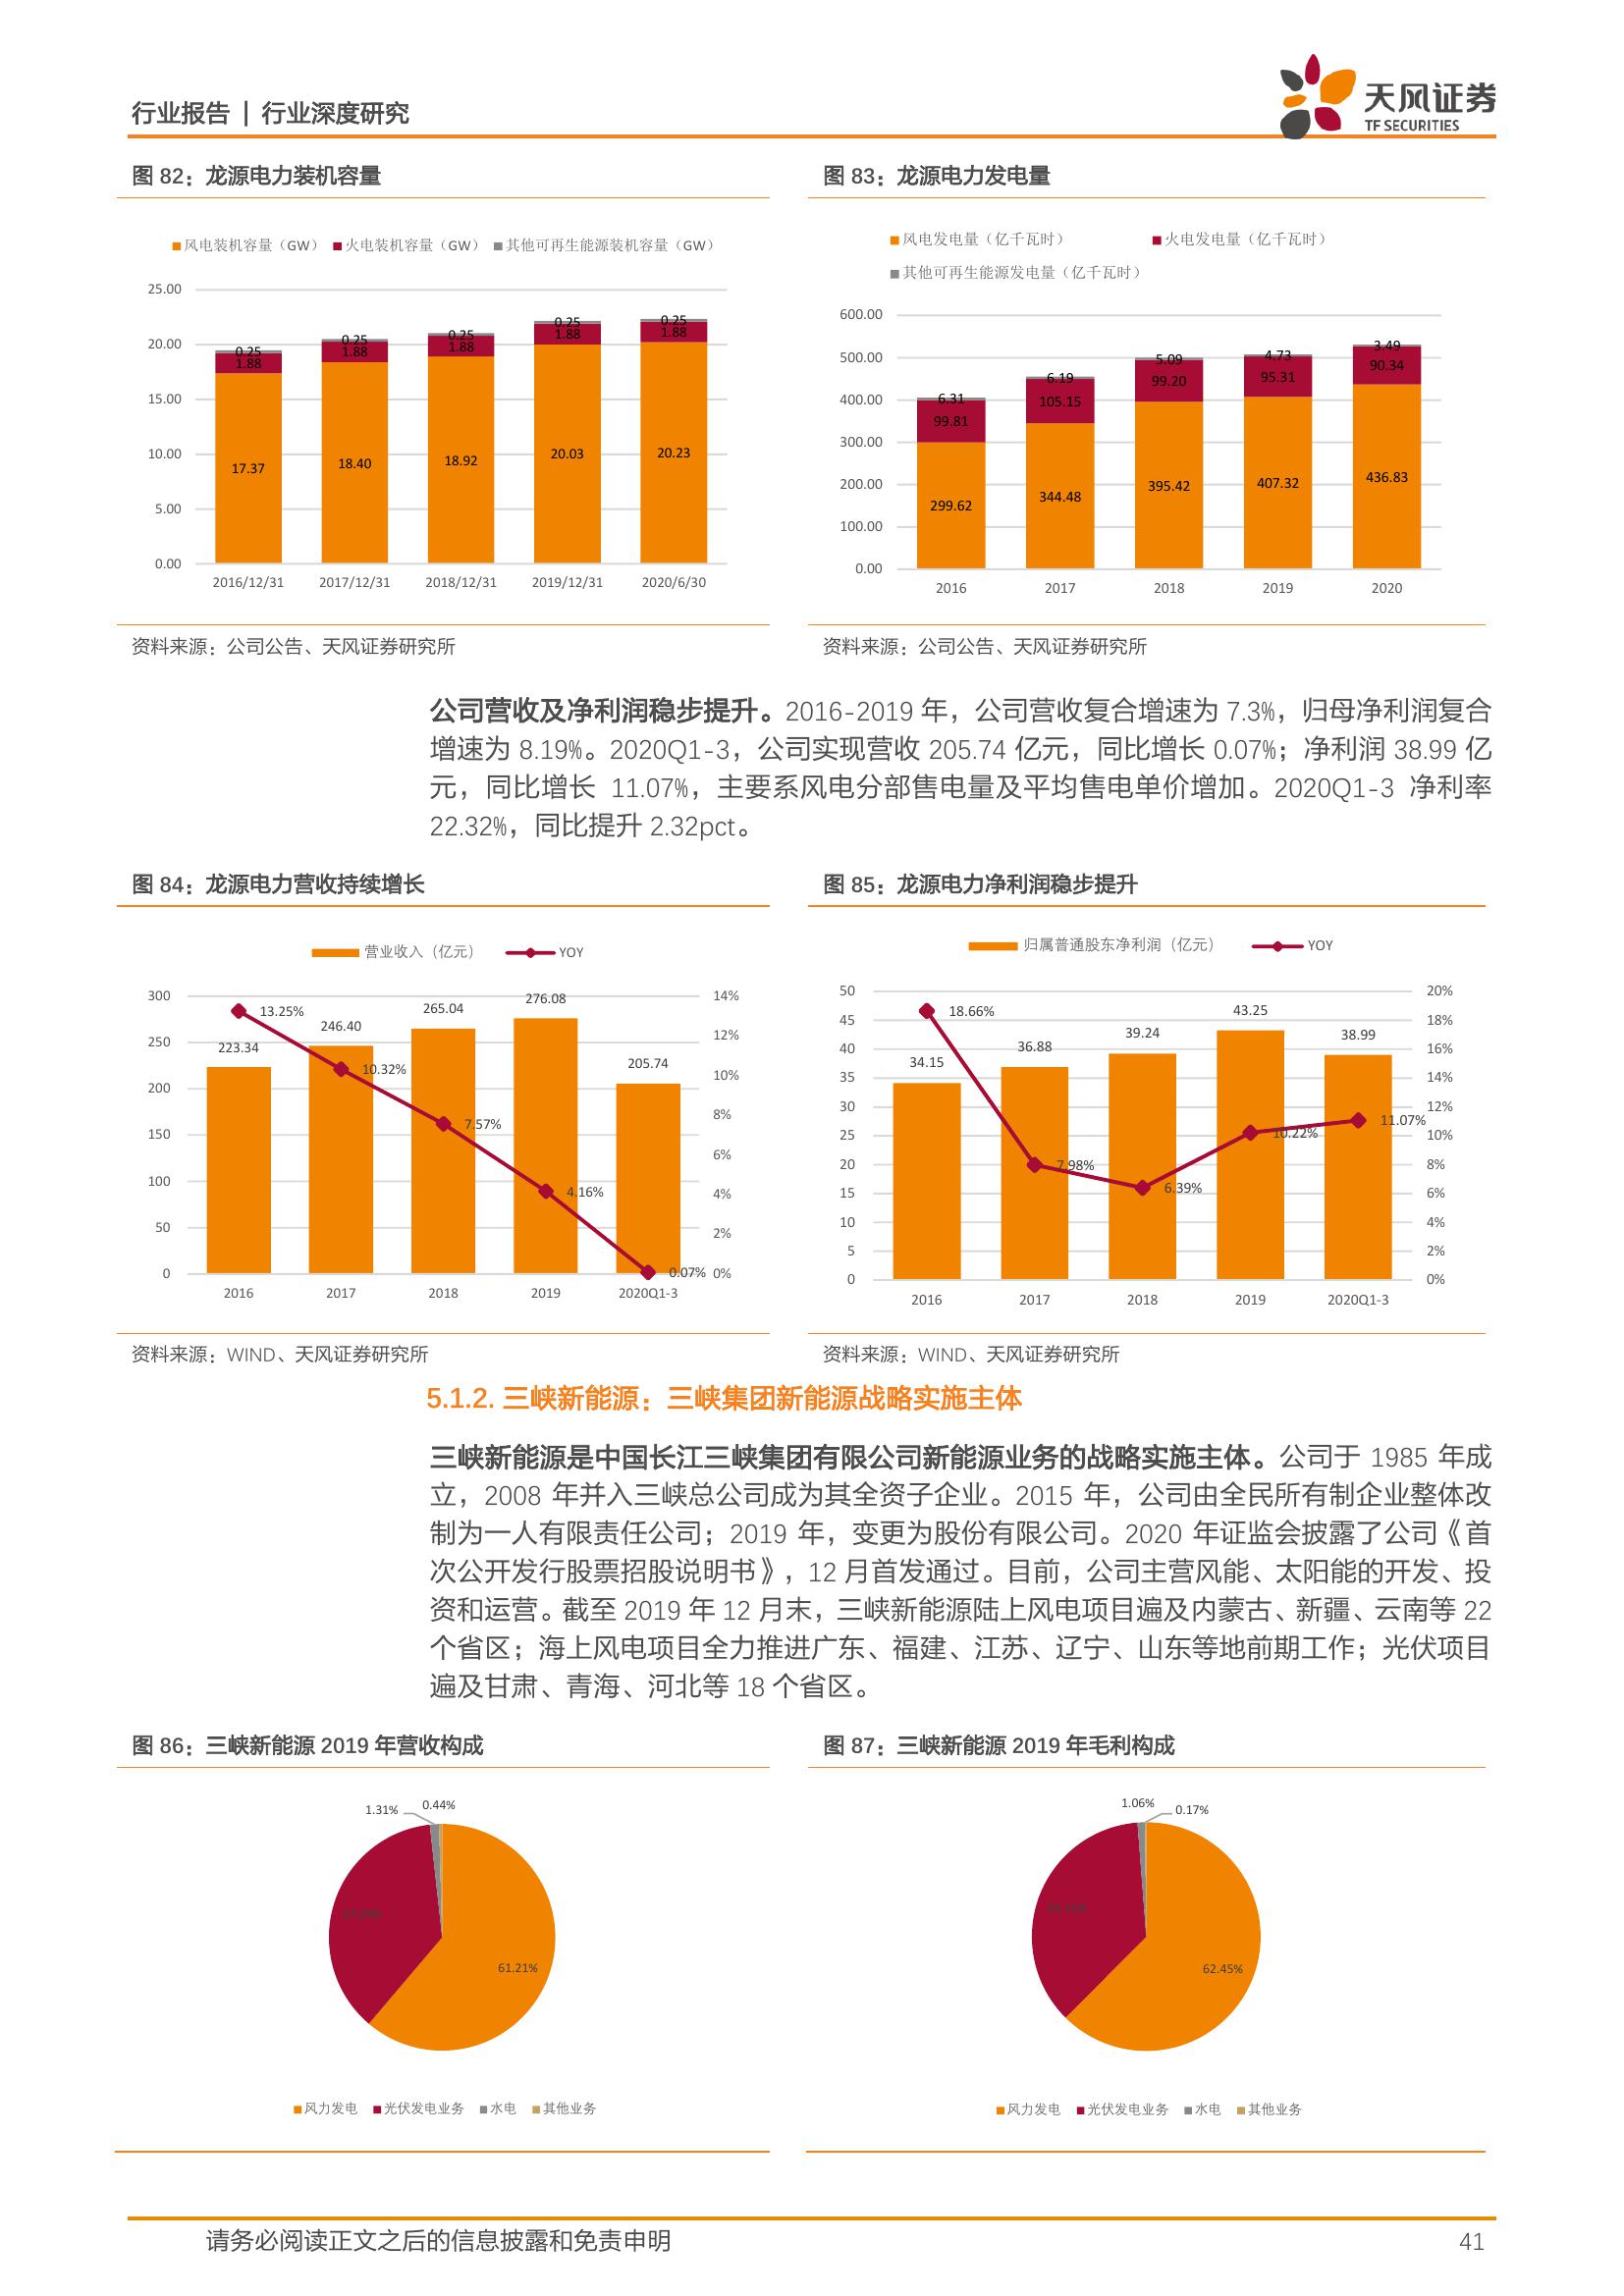 行业报告 | 行业深度研究
天风证券
TF SECURITIES
图 82：龙源电力装机容量
风电装机容量（GW） 火电装机容量（GW） 其他可再生能源装机容量（GW）
25.00
20.00
15.00
10.00
5.00
0.00
0.25 0.25 0.25 0.25 0.25
1.88 1.88 1.88 1.88 1.88
17.37 18.40 18.92 20.03 20.23
2016/12/31 2017/12/31 2018/12/31 2019/12/31 2020/6/30
资料来源：公司公告、天风证券研究所
图 83：龙源电力发电量
风电发电量（亿千瓦时） 火电发电量（亿千瓦时）
其他可再生能源发电量（亿千瓦时）
600.00
500.00
400.00
300.00
200.00
100.00
0.00
6.31 6.19 5.09 4.73 3.49
99.81 105.15 99.20 95.31 90.34
299.62 344.48 395.42 407.32 436.83
2016 2017 2018 2019 2020
资料来源：公司公告、天风证券研究所
公司营收及净利润稳步提升。2016-2019 年，公司营收复合增速为 7.3%，归母净利润复合
增速为 8.19%。2020Q1-3，公司实现营收 205.74 亿元，同比增长 0.07%；净利润 38.99 亿
元，同比增长 11.07%，主要系风电分部售电量及平均售电单价增加。2020Q1-3 净利率
22.32%，同比提升 2.32pct。
图 84：龙源电力营收持续增长
营业收入（亿元） YOY
300
250
200
150
100
50
0
223.34 246.40 265.04 276.08 205.74
13.25% 10.32% 7.57% 4.16% 0.07%
14%
12%
10%
8%
6%
4%
2%
0%
2016 2017 2018 2019 2020Q1-3
资料来源：WIND、天风证券研究所
图 85：龙源电力净利润稳步提升
归属普通股东净利润（亿元） YOY
50
45
40
35
30
25
20
15
10
5
0
34.15 36.88 39.24 43.25 38.99
18.66% 7.98% 6.39% 10.22% 11.07%
20%
18%
16%
14%
12%
10%
8%
6%
4%
2%
0%
2016 2017 2018 2019 2020Q1-3
资料来源：WIND、天风证券研究所
5.1.2. 三峡新能源：三峡集团新能源战略实施主体
三峡新能源是中国长江三峡集团有限公司新能源业务的战略实施主体。公司于 1985 年成
立，2008 年并入三峡总公司成为其全资子企业。2015 年，公司由全民所有制企业整体改
制为一人有限责任公司；2019 年，变更为股份有限公司。2020 年证监会披露了公司《首
次公开发行股票招股说明书》，12 月首发通过。目前，公司主营风能、太阳能的开发、投
资和运营。截至 2019 年 12 月末，三峡新能源陆上风电项目遍及内蒙古、新疆、云南等 22
个省区；海上风电项目全力推进广东、福建、江苏、辽宁、山东等地前期工作；光伏项目
遍及甘肃、青海、河北等 18 个省区。
图 86：三峡新能源 2019 年营收构成
1.31% 0.44%
61.21%
风力发电 光伏发电业务 水电 其他业务
图 87：三峡新能源 2019 年毛利构成
1.06% 0.17%
62.45%
风力发电 光伏发电业务 水电 其他业务
请务必阅读正文之后的信息披露和免责申明
41